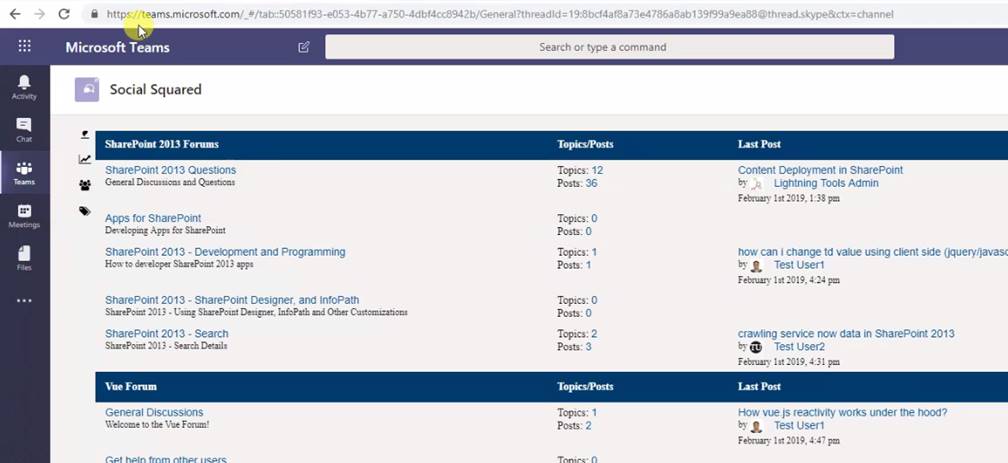 https://teams.microsoft.com/_#/tab::50581f93-e053-4b77-a750-4dbf4cc8942b/General?threadId=19:8bcf4af8a73e4786a8ab139f99a9ea88@thread.skype&ctx=channel
Microsoft Teams
Search or type a command
Activity
Chat
Teams
Meetings
Files
Social Squared
SharePoint 2013 Forums Topics/Posts Last Post
SharePoint 2013 Questions Topics: 12 Content Deployment in SharePoint
General Discussions and Questions Posts: 36 by Lightning Tools Admin
February 1st 2019, 1:38 pm
Apps for SharePoint Topics: 0
Developing Apps for SharePoint Posts: 0
SharePoint 2013 - Development and Programming Topics: 1 how can i change td value using client side (jquery/javasc
How to developer SharePoint 2013 apps Posts: 1 by Test User1
February 1st 2019, 4:24 pm
SharePoint 2013 - SharePoint Designer, and InfoPath Topics: 0
SharePoint 2013 - Using SharePoint Designer, InfoPath and Other Customizations Posts: 0
SharePoint 2013 - Search Topics: 2 crawling service now data in SharePoint 2013
SharePoint 2013 - Search Details Posts: 3 by Test User2
February 1st 2019, 4:31 pm
Vue Forum Topics/Posts Last Post
General Discussions Topics: 1 How vue.js reactivity works under the hood?
Welcome to the Vue Forum! Posts: 2 by Test User1
February 1st 2019, 4:47 pm
Get help from other users Topics: 0